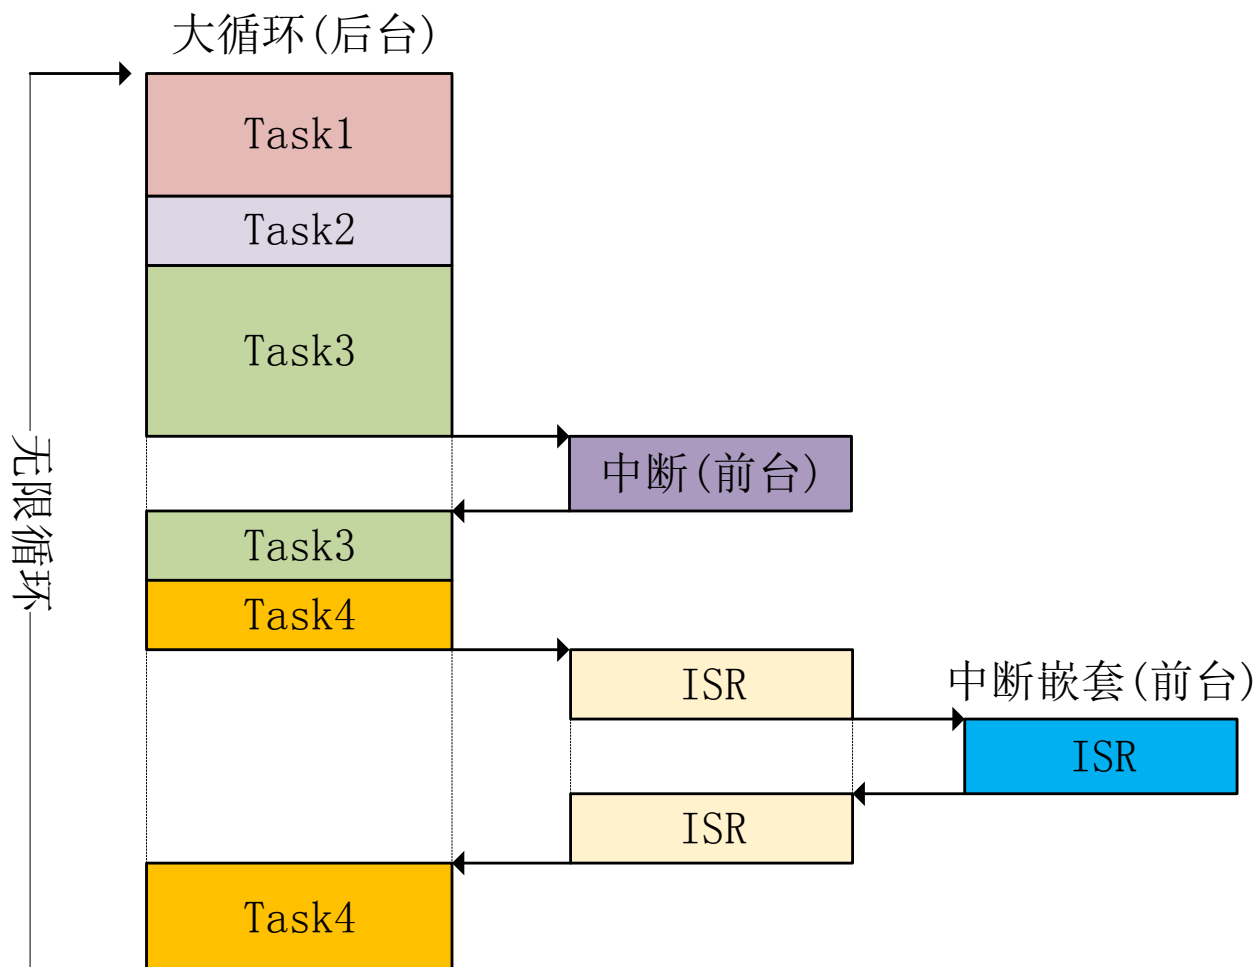 大循环(后台)
Task1
Task2
Task3
中断(前台)
无限循环
Task3
Task4
ISR
中断嵌套(前台)
ISR
ISR
Task4